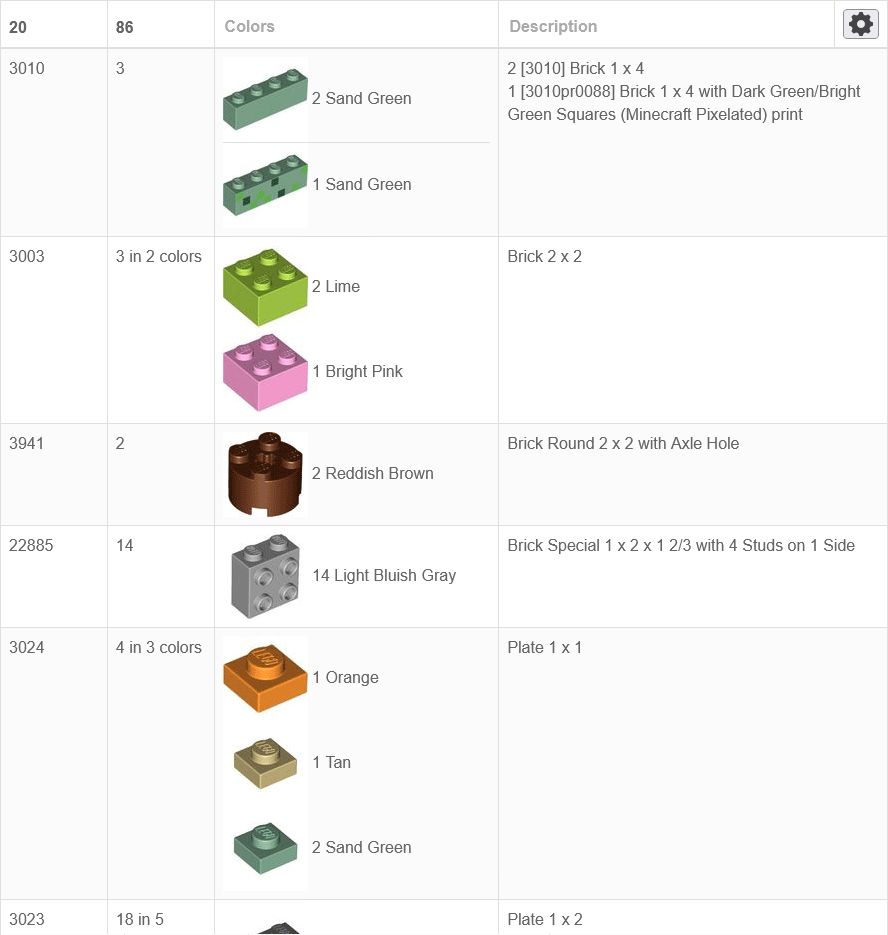 20 86 Colors Description
3010 3 2 [3010] Brick 1 x 4
1 [3010pr0088] Brick 1 x 4 with Dark Green/Bright
2 Sand Green
Green Squares (Minecraft Pixelated) print
1 Sand Green
3003 3 in 2 colors Brick 2 x 2
2 Lime
1 Bright Pink
3941 2 Brick Round 2 x 2 with Axle Hole
2 Reddish Brown
22885 14 Brick Special 1 x 2 x 1 2/3 with 4 Studs on 1 Side
14 Light Bluish Gray
3024 4 in 3 colors Plate 1 x 1
1 Orange
1 Tan
2 Sand Green
3023 18 in 5 Plate 1 x 2